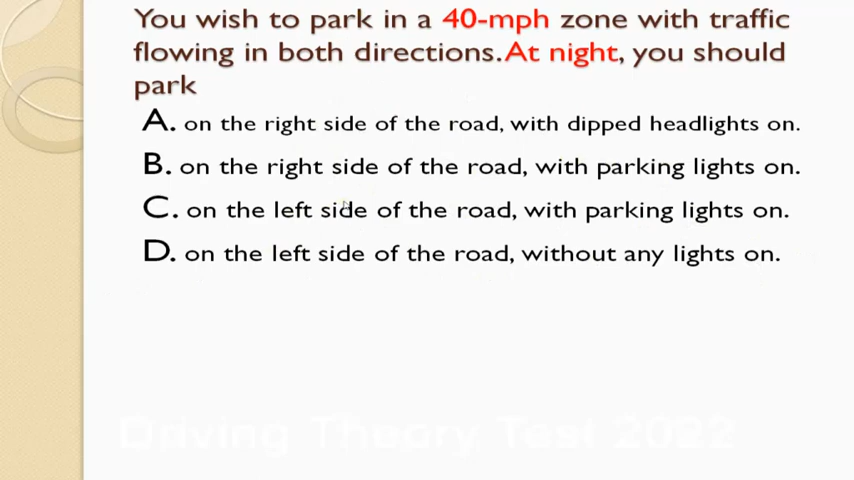 You wish to park in a 40-mph zone with traffic
flowing in both directions.At night, you should
park
A. on the right side of the road, with dipped headlights on.
B. on the right side of the road, with parking lights on.
C. on the left side of the road, with parking lights on.
D. on the left side of the road, without any lights on.
Driving Theory Test 2022